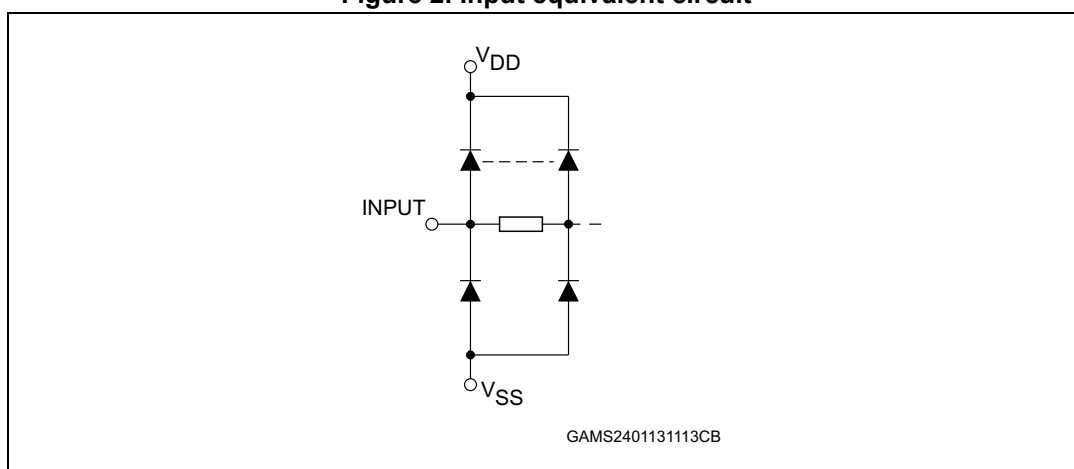 Figure 2. Input equivalent circuit
VDD
INPUT
VSS
GAMS2401131113CB